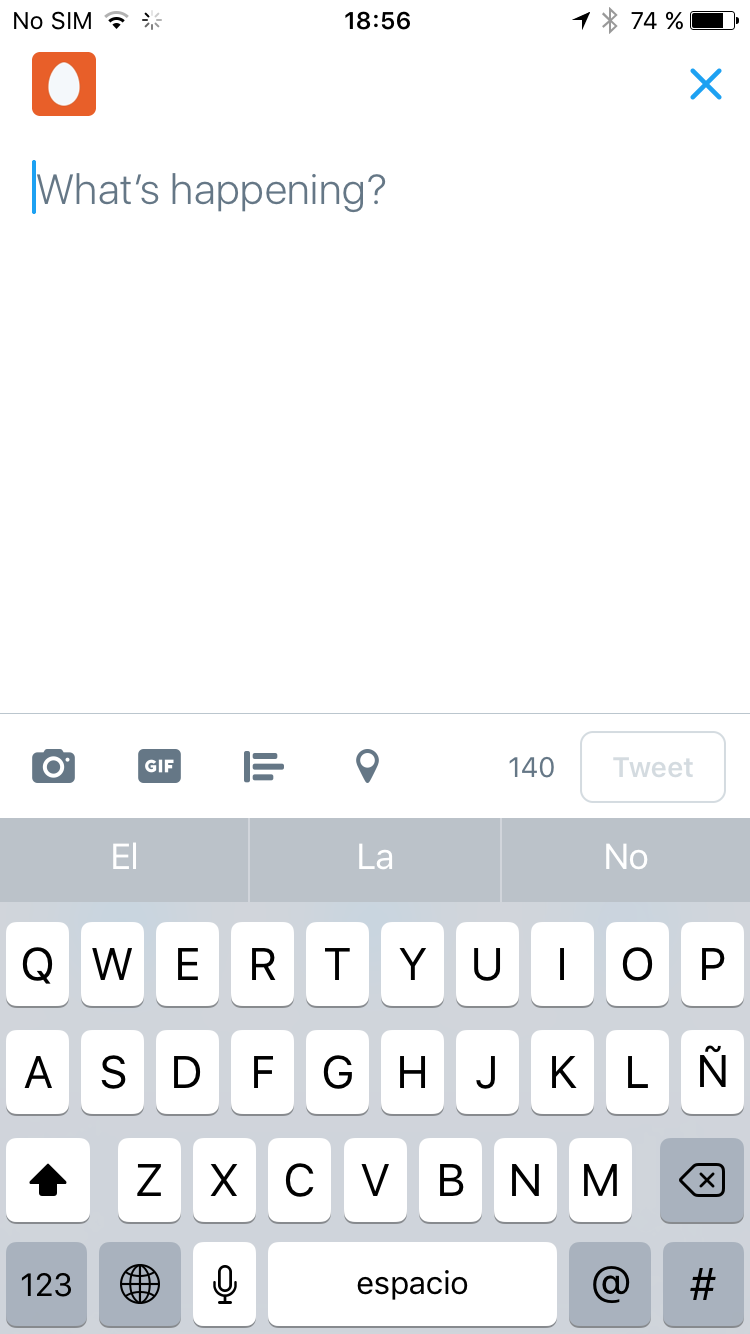 No SIM 18:56 74 %
What's happening?
GIF 140 Tweet
El La No
Q W E R T Y U I O P
A S D F G H J K L Ñ
Z X C V B N M
123 espacio @ #